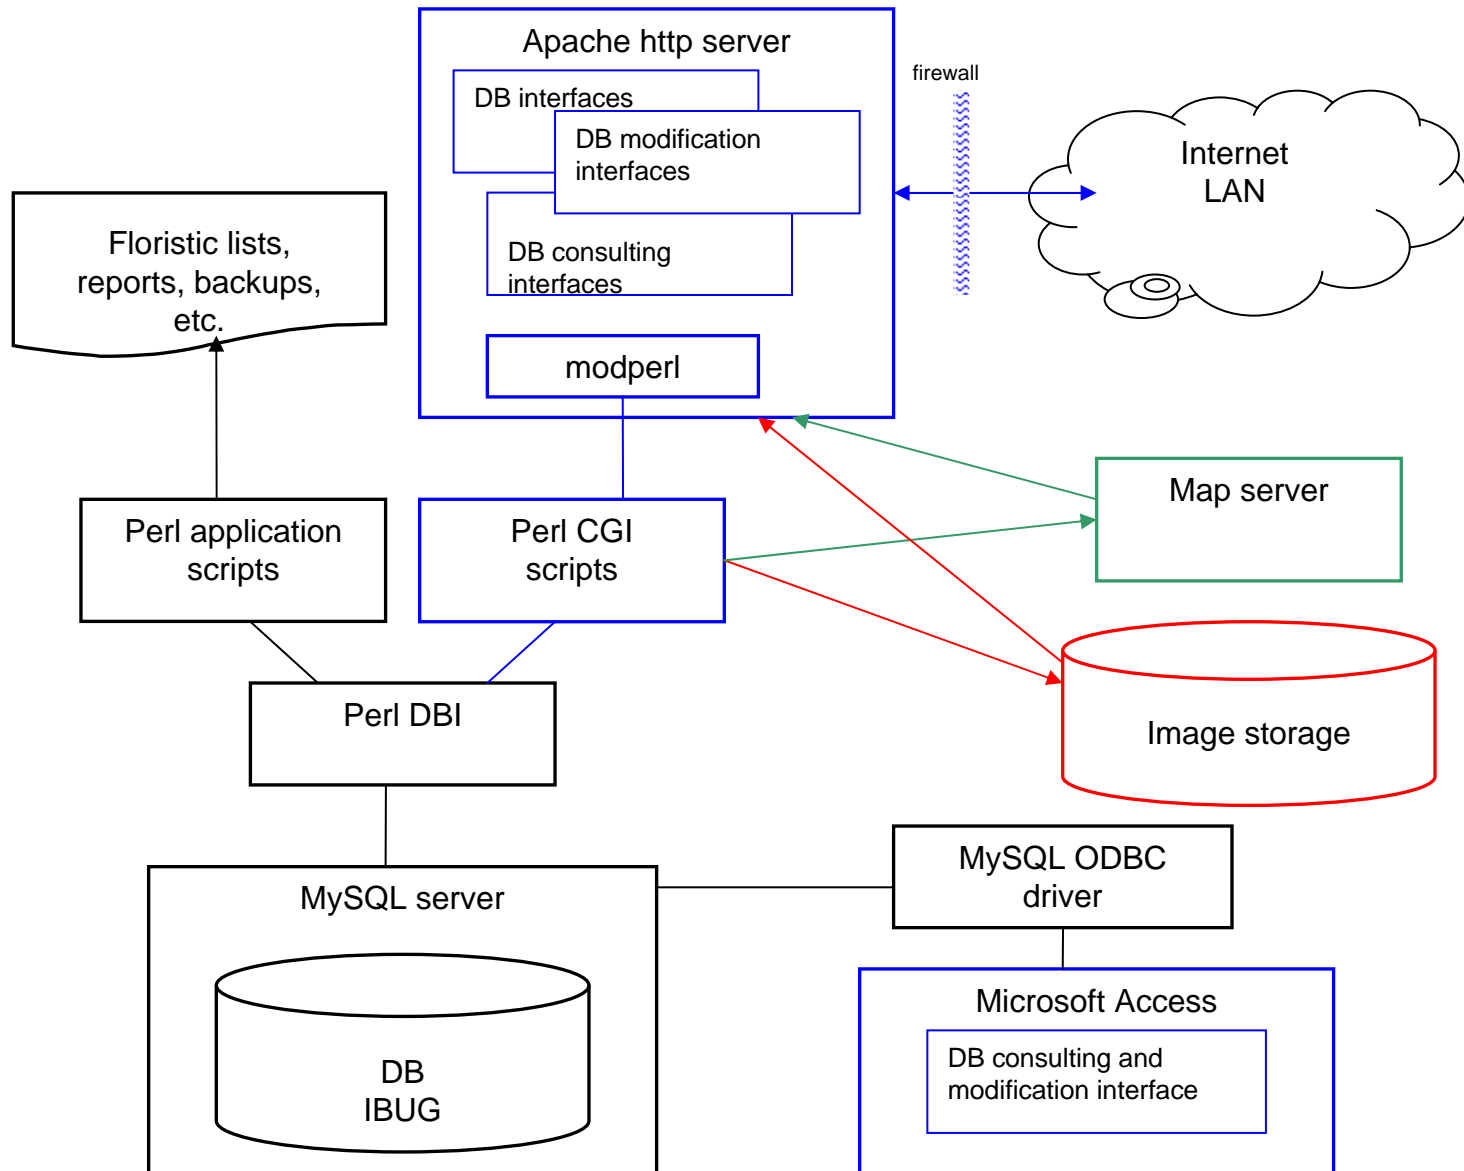 Apache http server
firewall
DB interfaces
DB modification
interfaces
Internet
LAN
Floristic lists,
reports, backups,
etc.
DB consulting
interfaces
modperl
Map server
Perl application
scripts
Perl CGI
scripts
Perl DBI
Image storage
MySQL ODBC
driver
MySQL server
Microsoft Access
DB consulting and
modification interface
DB
IBUG